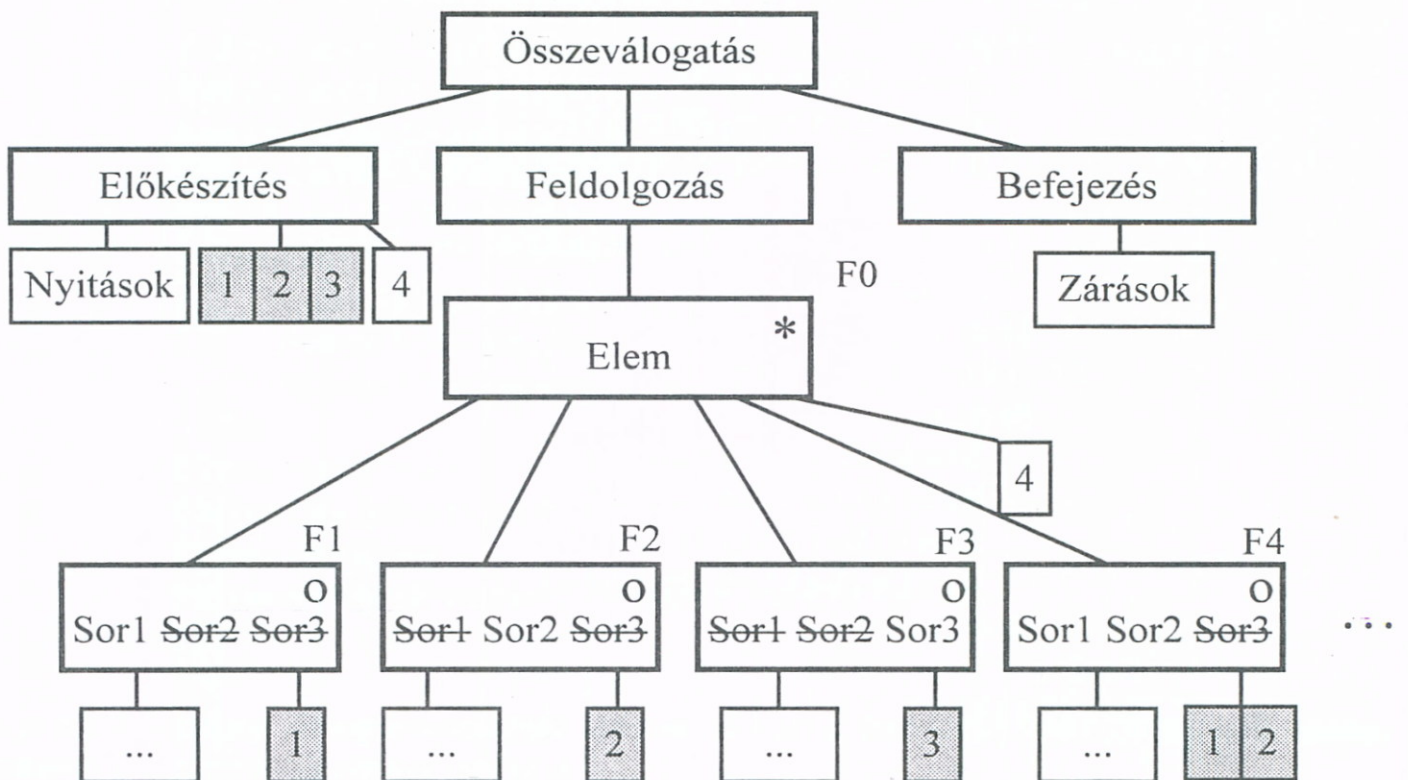 Összeválogatás
Előkészítés Feldolgozás Befejezés
Nyitások 1 2 3 4 F0 Zárások
* Elem
4
F1 F2 F3 F4
o o o o
Sor1 Sor2 Sor3 Sor1 Sor2 Sor3 Sor1 Sor2 Sor3 Sor1 Sor2 Sor3 ...
... 1 ... 2 ... 3 ... 1 2